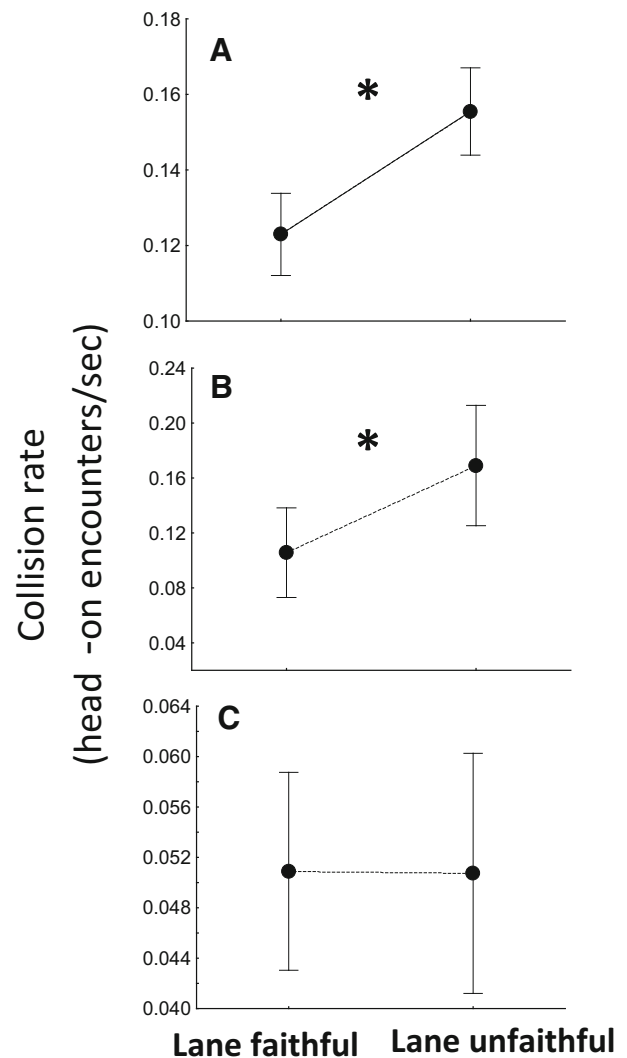 0.18
A
0.16
*
0.14
0.12
0.10
0.24
B
0.20
*
0.16
0.12
0.08
0.04
Collision rate
(head -on encounters/sec)
0.064
C
0.060
0.056
0.052
0.048
0.044
0.040
Lane faithful
Lane unfaithful